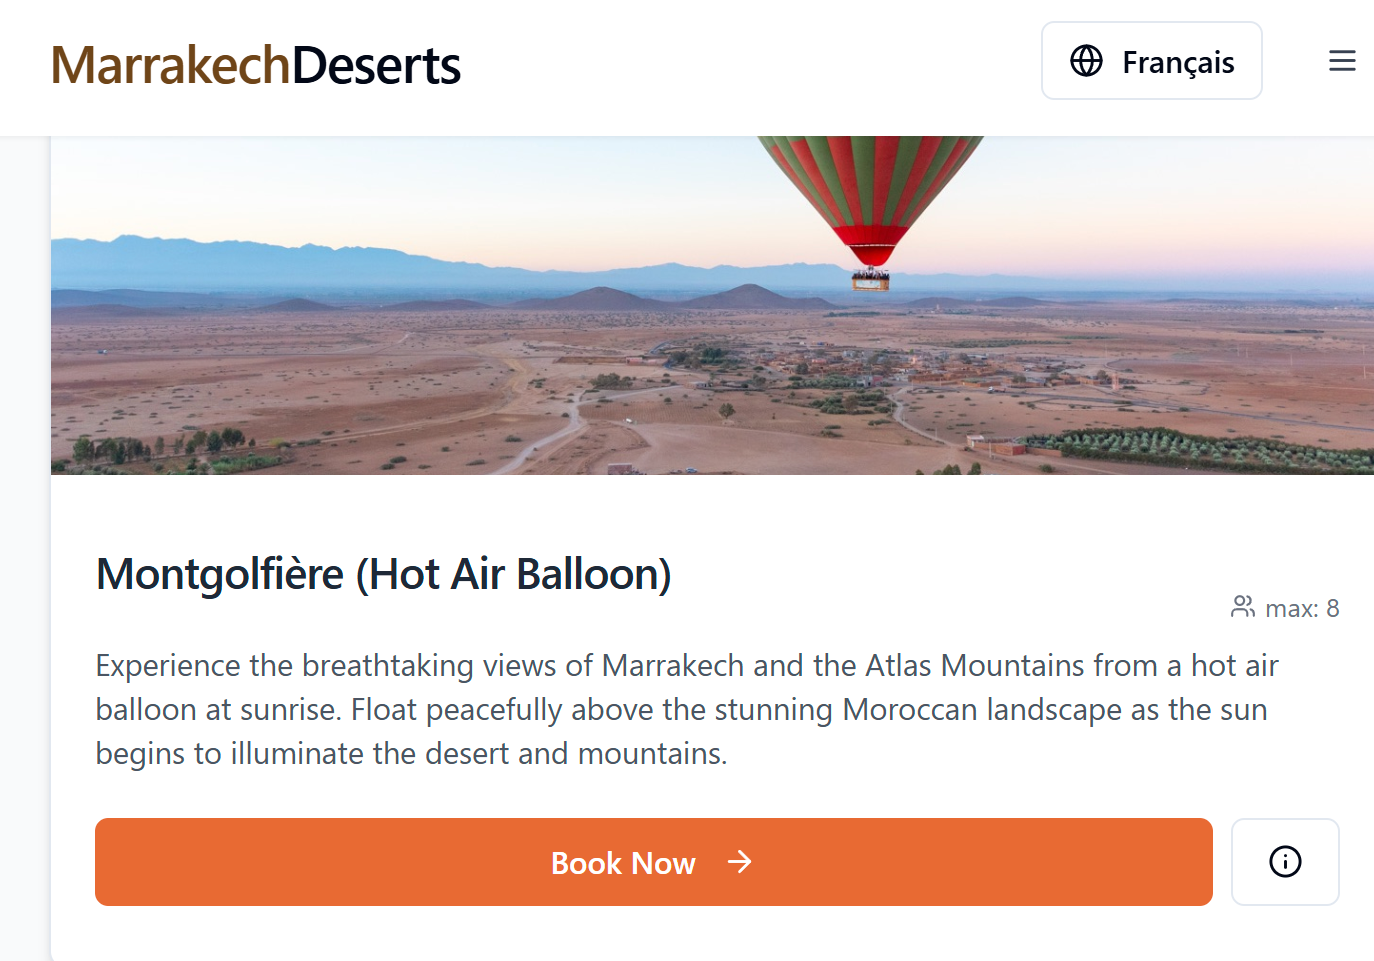 MarrakechDeserts
Français
Montgolfière (Hot Air Balloon)
max: 8
Experience the breathtaking views of Marrakech and the Atlas Mountains from a hot air
balloon at sunrise. Float peacefully above the stunning Moroccan landscape as the sun
begins to illuminate the desert and mountains.
Book Now